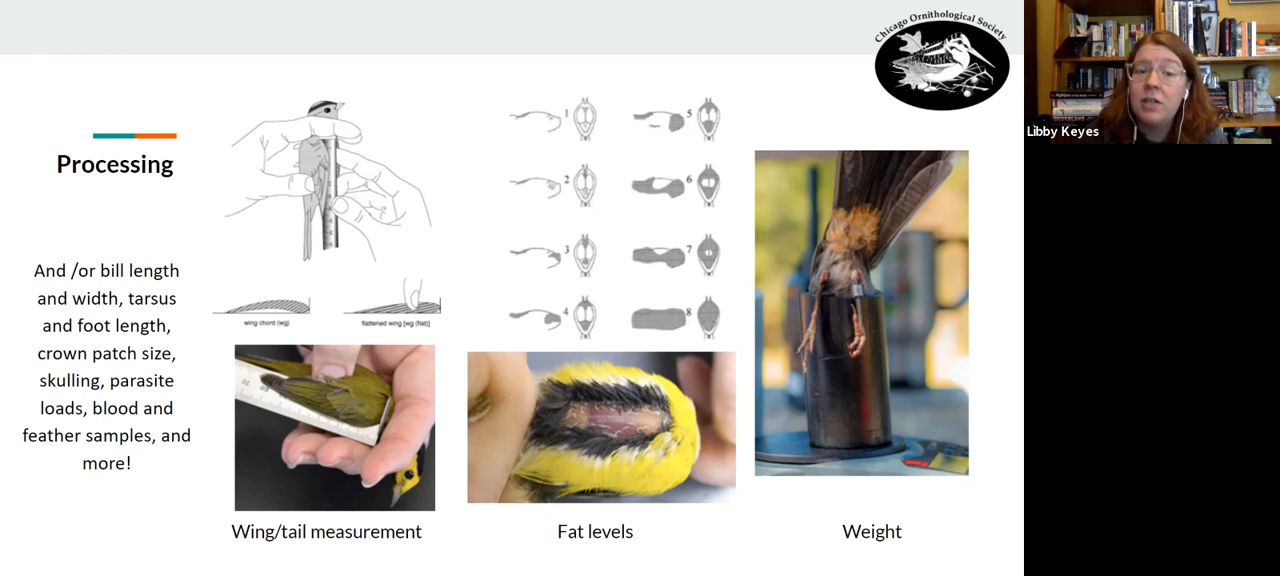 Chicago Ornithological Society
Libby Keyes
Processing
And /or bill length
and width, tarsus
and foot length,
crown patch size,
skulling, parasite
loads, blood and
feather samples, and
more!
wing chord (wg)
flattened wing [wg (flat)]
1
2
3
4
5
6
7
8
Wing/tail measurement
Fat levels
Weight